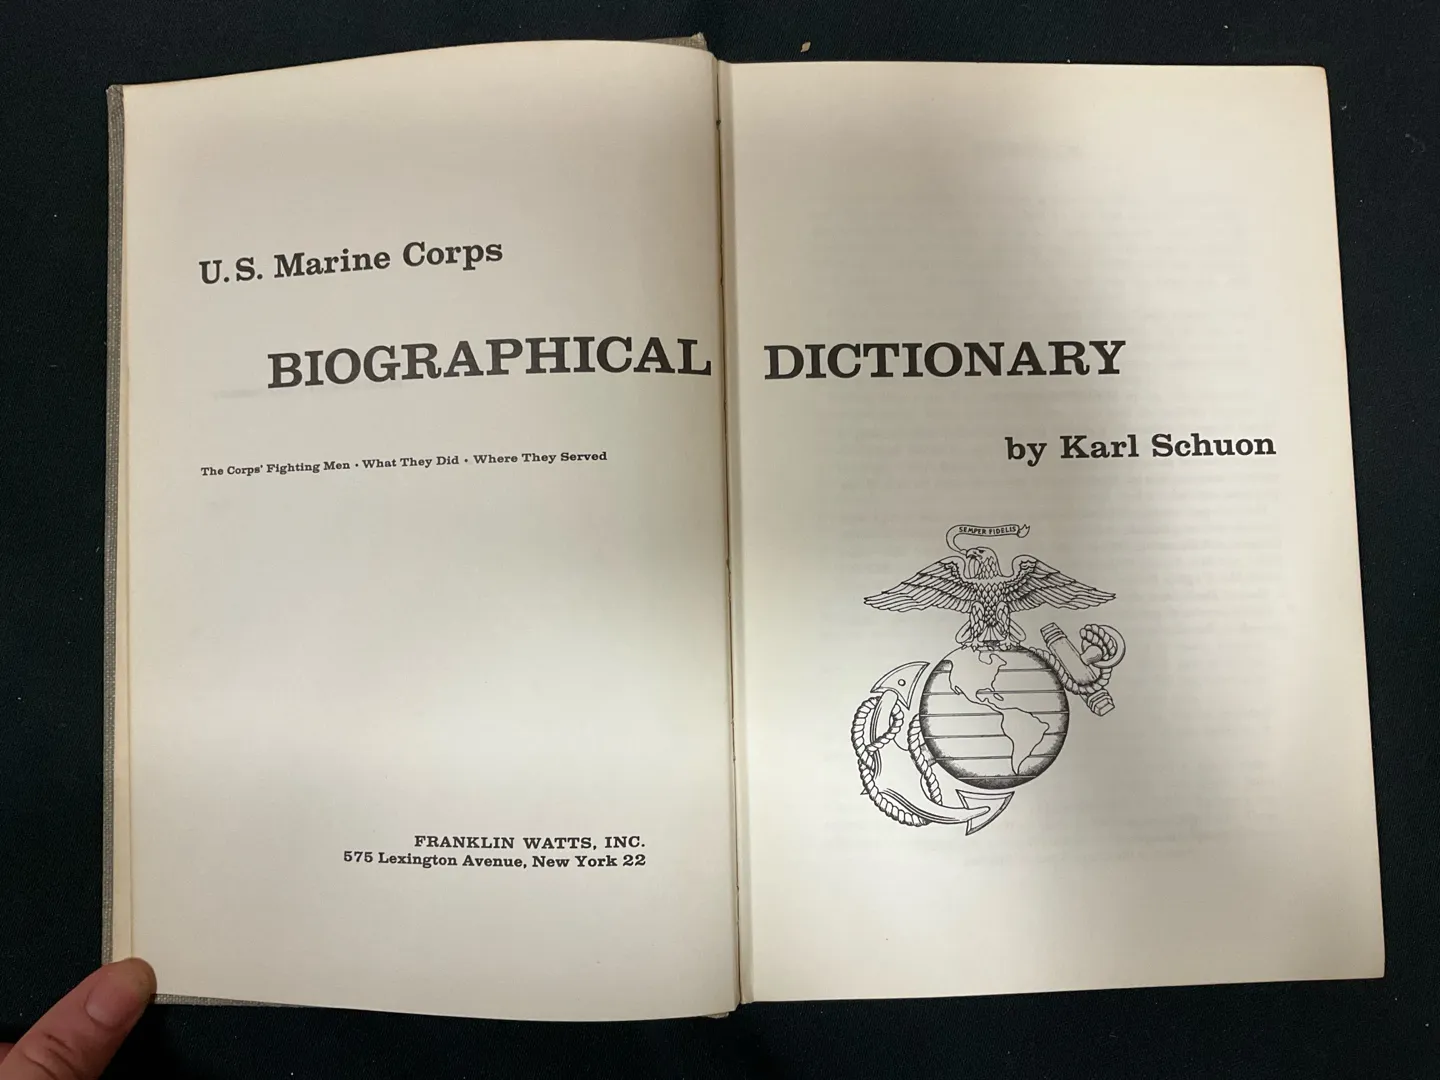 U.S. Marine Corps
BIOGRAPHICAL DICTIONARY
by Karl Schuon
The Corps' Fighting Men · What They Did · Where They Served
SEMPER FIDELIS
FRANKLIN WATTS, INC.
575 Lexington Avenue, New York 22